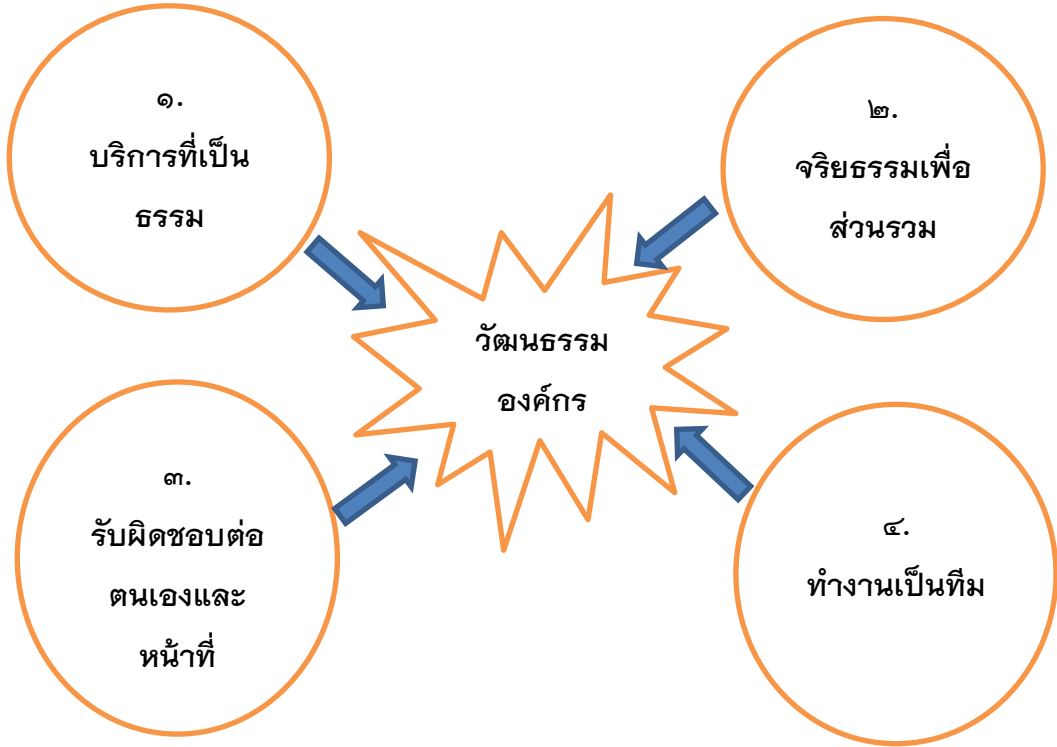 ๑.
บริการที่เป็น
ธรรม
๒.
จริยธรรมเพื่อ
ส่วนรวม
วัฒนธรรม
องค์กร
๓.
รับผิดชอบต่อ
ตนเองและ
หน้าที่
๔.
ทำงานเป็นทีม